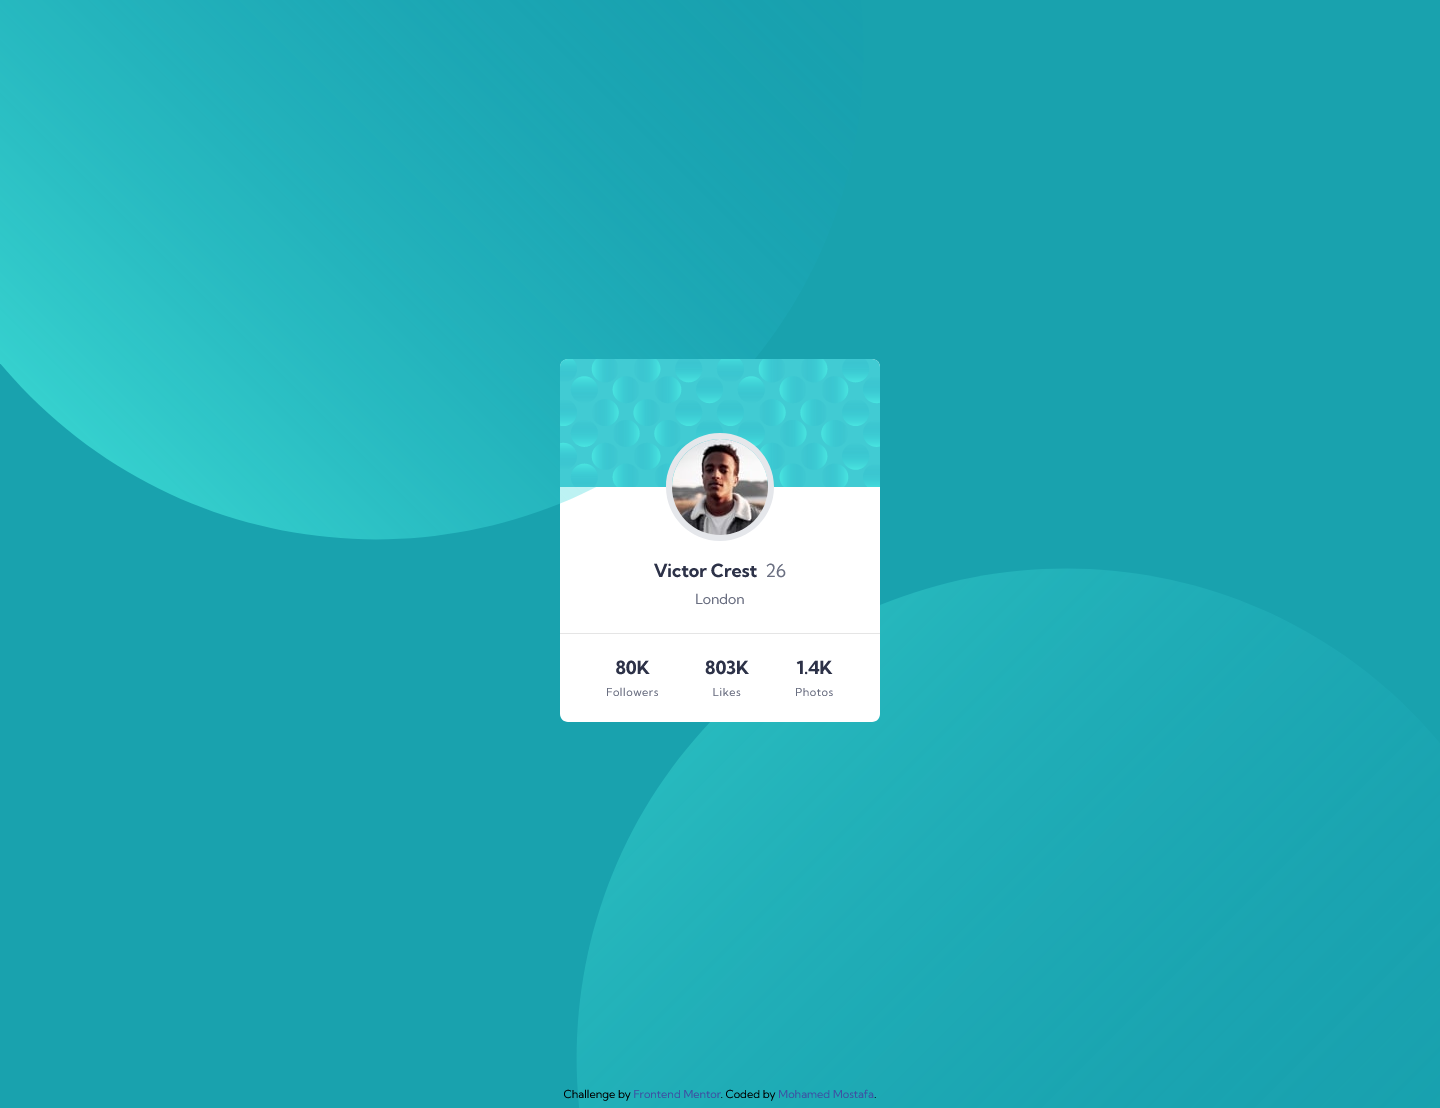 Victor Crest 26
London
80K 803K 1.4K
Followers Likes Photos
Challenge by Frontend Mentor. Coded by Mohamed Mostafa.